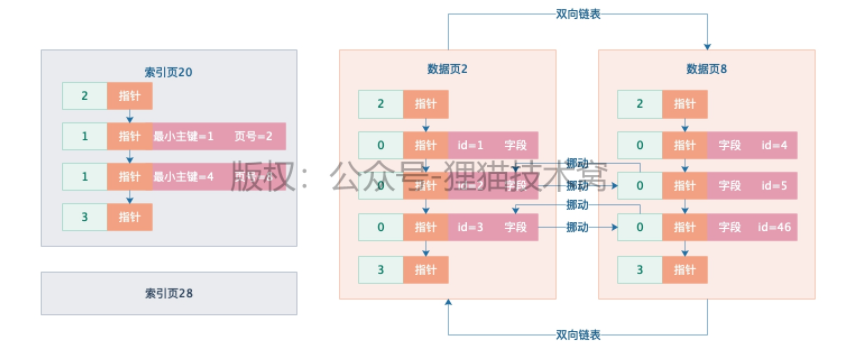 双向链表
索引页20
2 指针
1 指针 最小主键=1 页号=2
1 指针 最小主键=4
3 指针
索引页28
数据页2
2 指针
0 指针 id=1 字段
0 指针 id=2 字段
0 指针 id=3 字段
3 指针
挪动
挪动
挪动
数据页8
2 指针
0 指针 字段 id=4
0 指针 字段 id=5
0 指针 字段 id=46
3 指针
双向链表
版权：公众号-狸猫技术窝